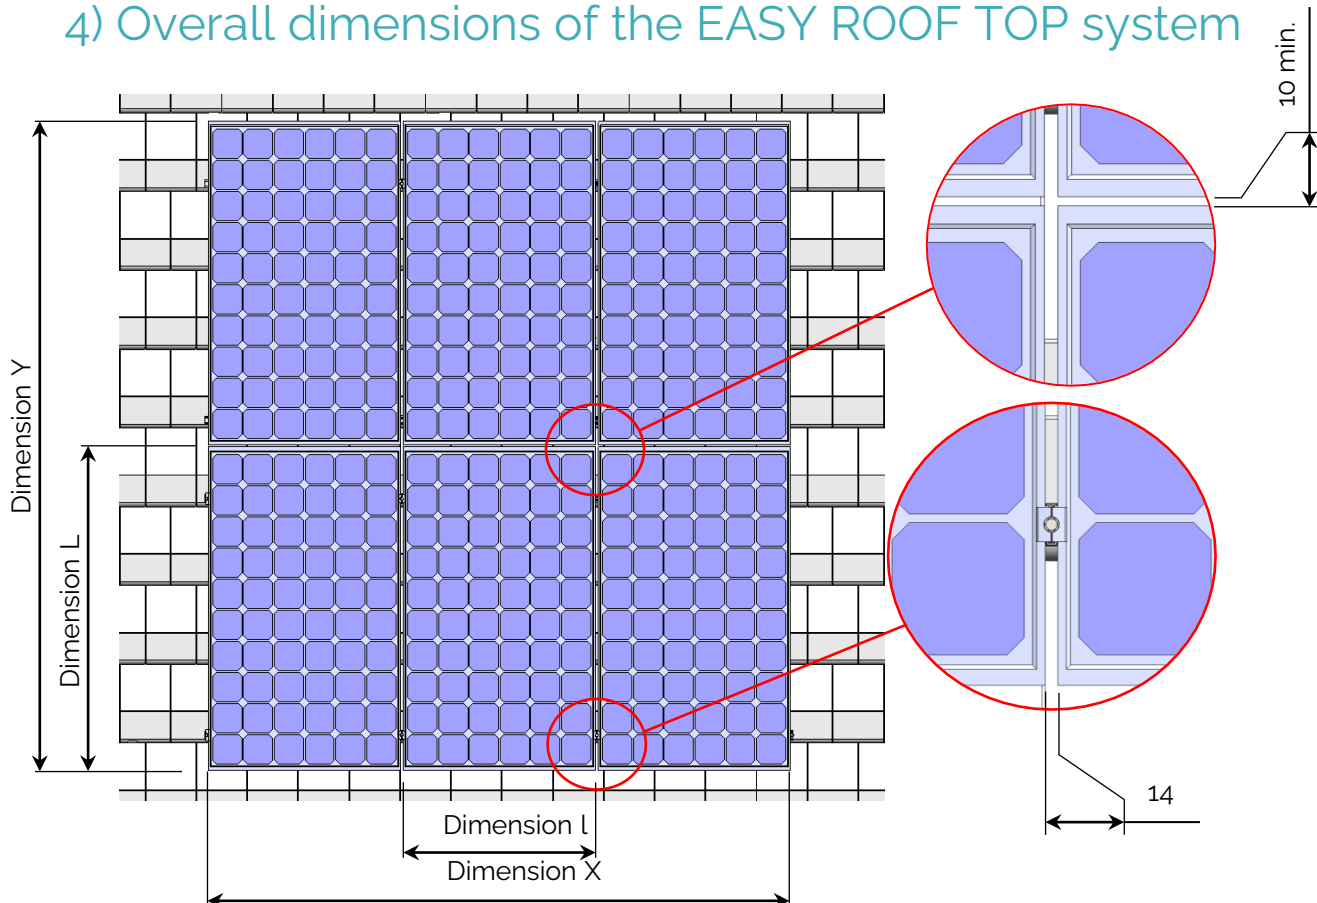 4) Overall dimensions of the EASY ROOF TOP system
10 min.
Dimension Y
Dimension L
Dimension l
Dimension X
14